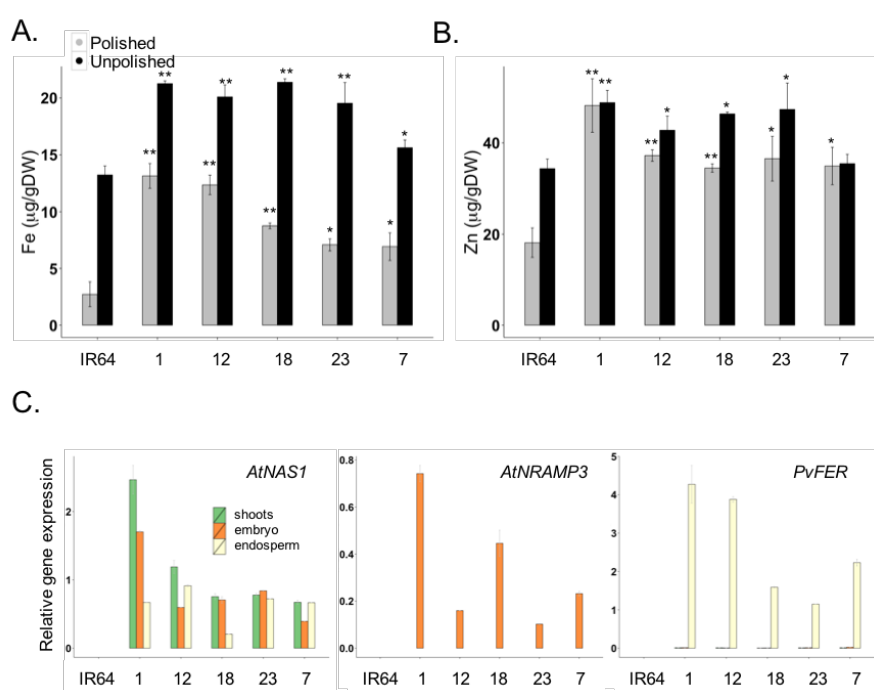 A.
Polished
Unpolished
Fe (µg/gDW)
20
15
10
5
0
** ** ** ** *
** ** ** * *
IR64 1 12 18 23 7
B.
Zn (µg/gDW)
40
20
0
** ** ** * ** * * * *
IR64 1 12 18 23 7
C.
Relative gene expression
AtNAS1
shoots
embryo
endosperm
2
1
0
IR64 1 12 18 23 7
AtNRAMP3
0.8
0.6
0.4
0.2
0.0
IR64 1 12 18 23 7
PvFER
5
4
3
2
1
0
IR64 1 12 18 23 7